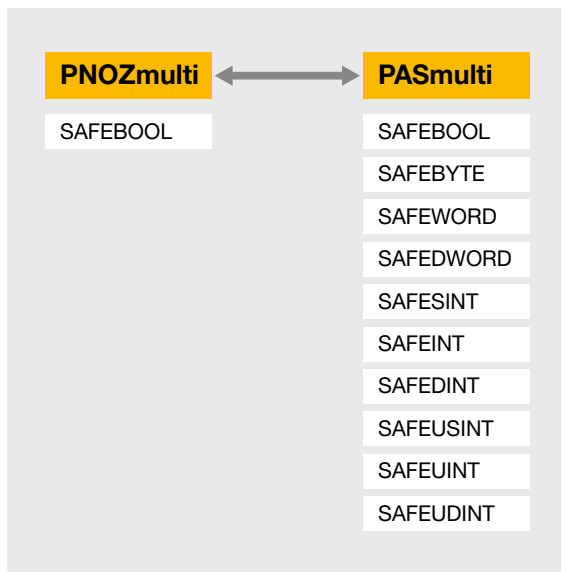 PNOZmulti
SAFEBOOL
PASmulti
SAFEBOOL
SAFEBYTE
SAFEWORD
SAFEDWORD
SAFESINT
SAFEINT
SAFEDINT
SAFEUSINT
SAFEUINT
SAFEUDINT